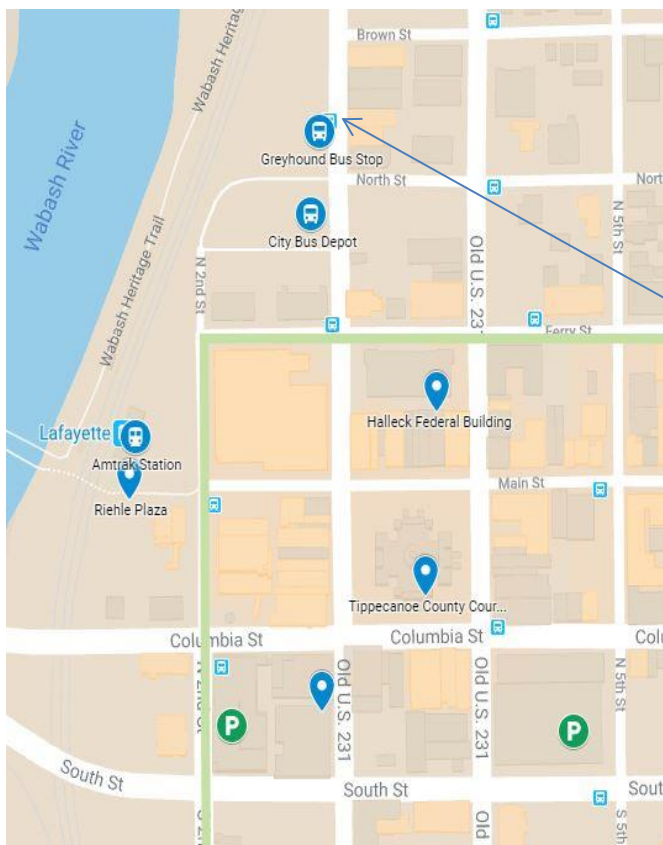 Brown St
Wabash Heritage
Wabash River
Greyhound Bus Stop
North St
Nort
City Bus Depot
N 5th St
Wabash Heritage Trail
N 2nd St
Old U.S. 231
Ferry St
Halleck Federal Building
Lafayette
Amtrak Station
Main St
Riehle Plaza
Tippecanoe County Cour...
Columbia St
Columbia St
Colu
N 2nd St
Old U.S. 231
Old U.S. 231
N 5th St
P
P
South St
South St
Sout
S 2n
Old
S 5th